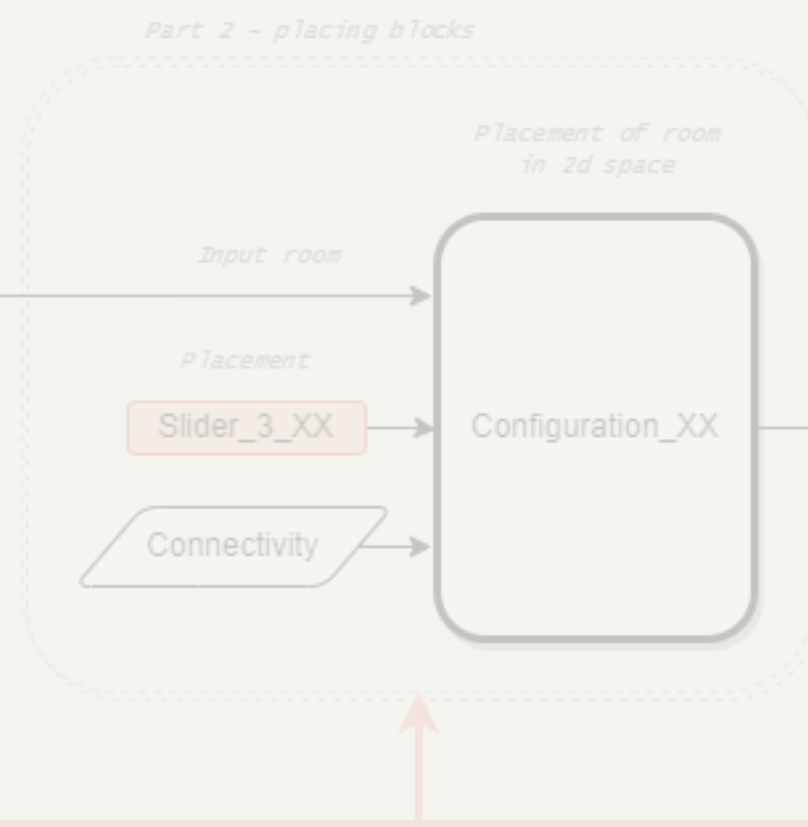 Part 2 - placing blocks
Placement of room
in 2d space
Input room
Placement
Slider_3_XX
Configuration_XX
Connectivity